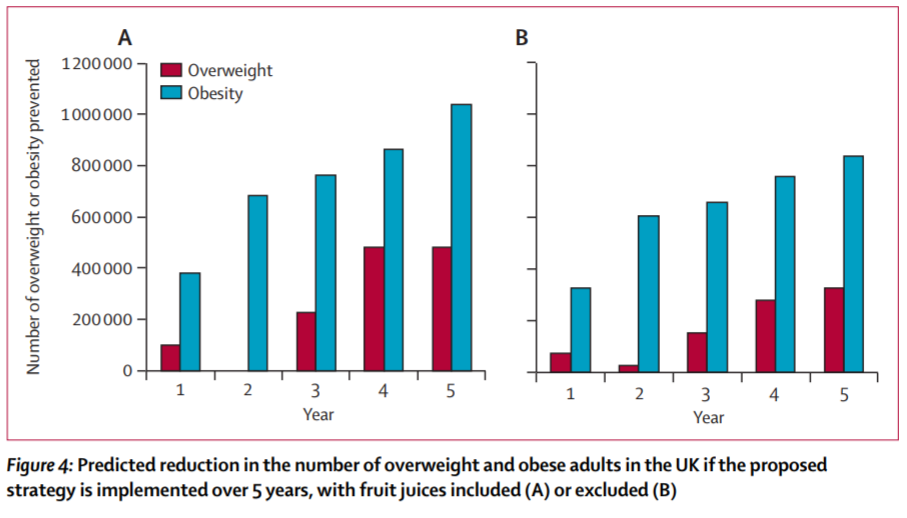 A
B
Number of overweight or obesity prevented
1200000
1000000
800000
600000
400000
200000
0
Overweight
Obesity
1 2 3 4 5
Year
1 2 3 4 5
Year
Figure 4: Predicted reduction in the number of overweight and obese adults in the UK if the proposed
strategy is implemented over 5 years, with fruit juices included (A) or excluded (B)